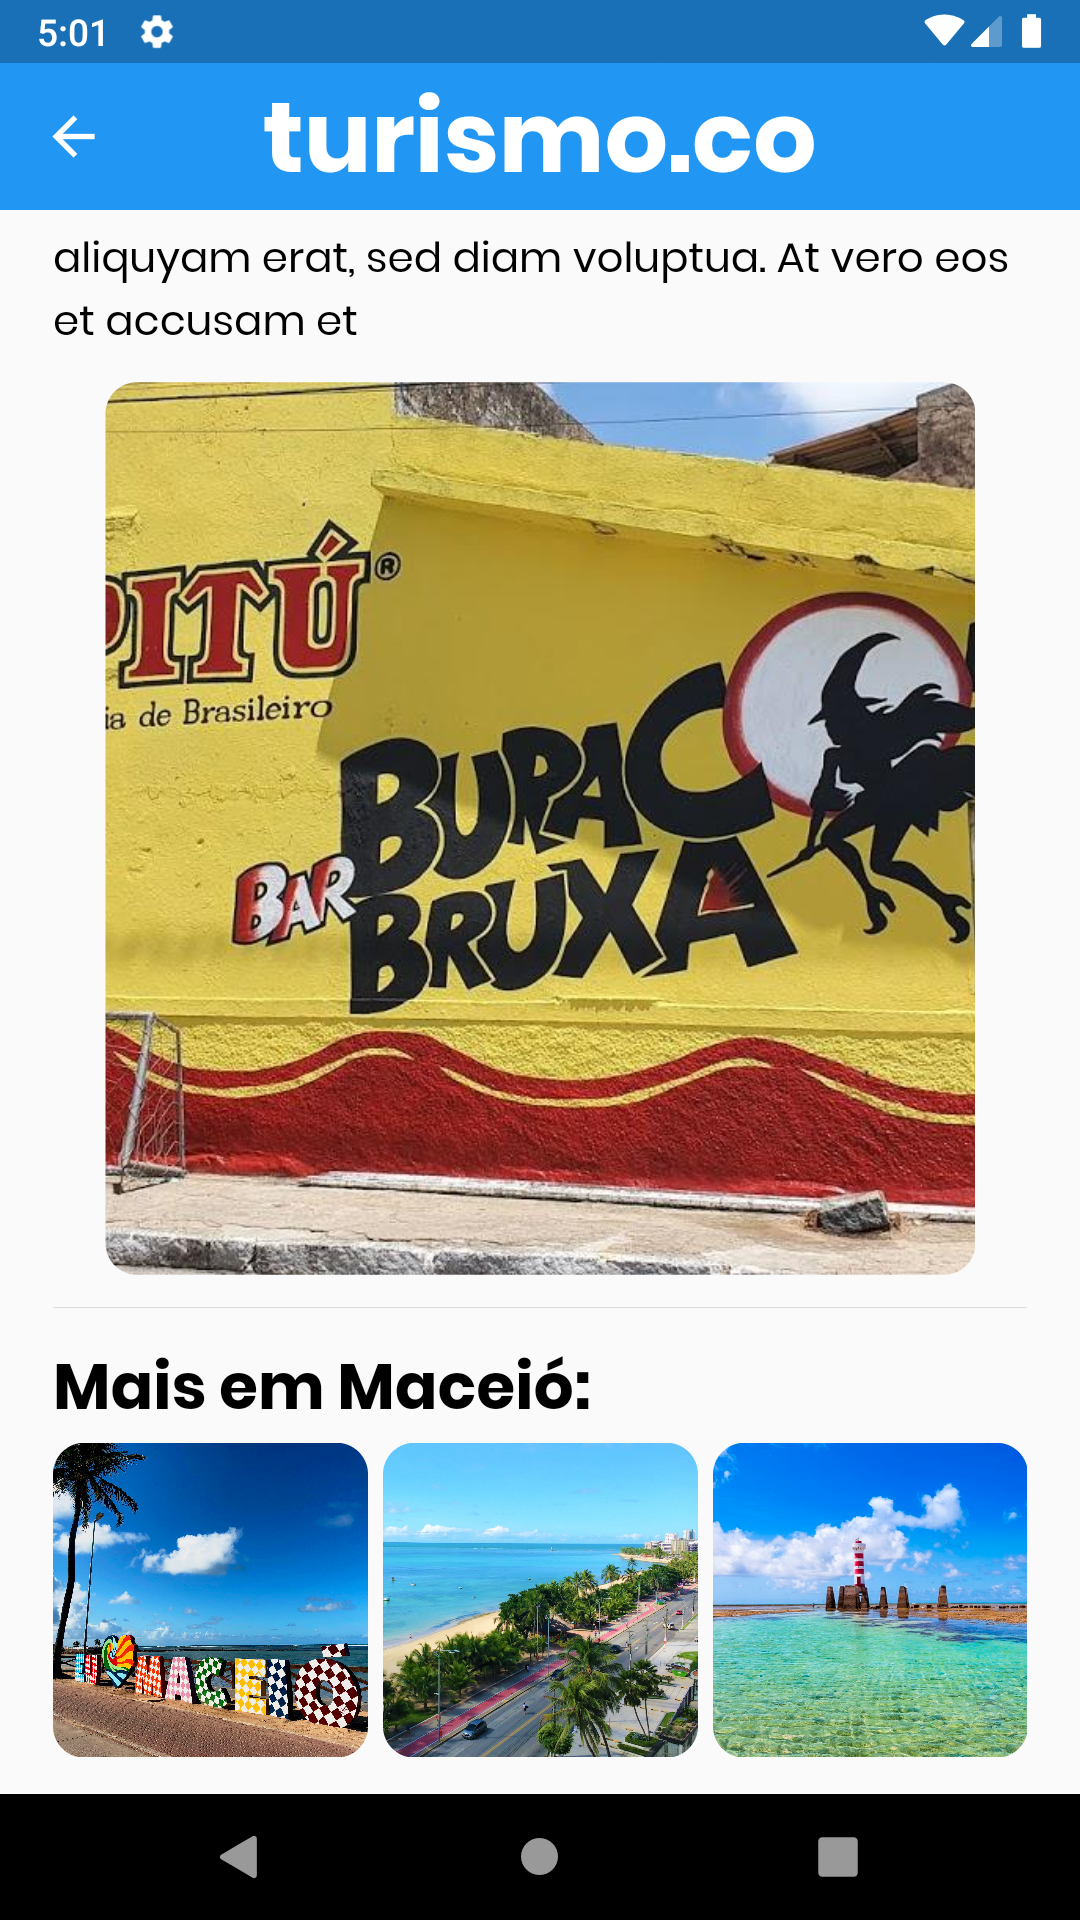 5:01
turismo.co
aliquyam erat, sed diam voluptua. At vero eos
et accusam et
PITÚ®
ia de Brasileiro
BURACO
BAR
BRUXA
Mais em Maceió:
EU
MACEIÓ